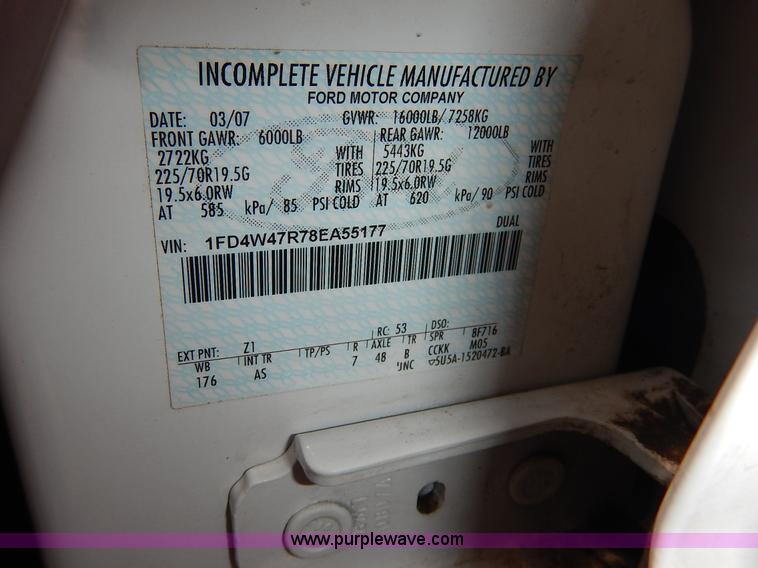 INCOMPLETE VEHICLE MANUFACTURED BY
FORD MOTOR COMPANY
DATE: 03/07 GVWR: 16000LB/7258KG
FRONT GAWR: 6000LB REAR GAWR: 12000LB
2722KG WITH 5443KG WITH
225/70R19.5G TIRES 225/70R19.5G TIRES
19.5x6.0RW RIMS 19.5x6.0RW RIMS
AT 585 kPa/ 85 PSI COLD AT 620 kPa/ 90 PSI COLD
VIN: 1FD4W47R78EA55177 DUAL
EXT PNT: Z1 RC: 53 DSO:
WB INT TR TP/PS R AXLE TR SPR 8F716
176 AS 7 48 B CCKK M05
UNC ▽5U5A-1520472-BA
www.purplewave.com